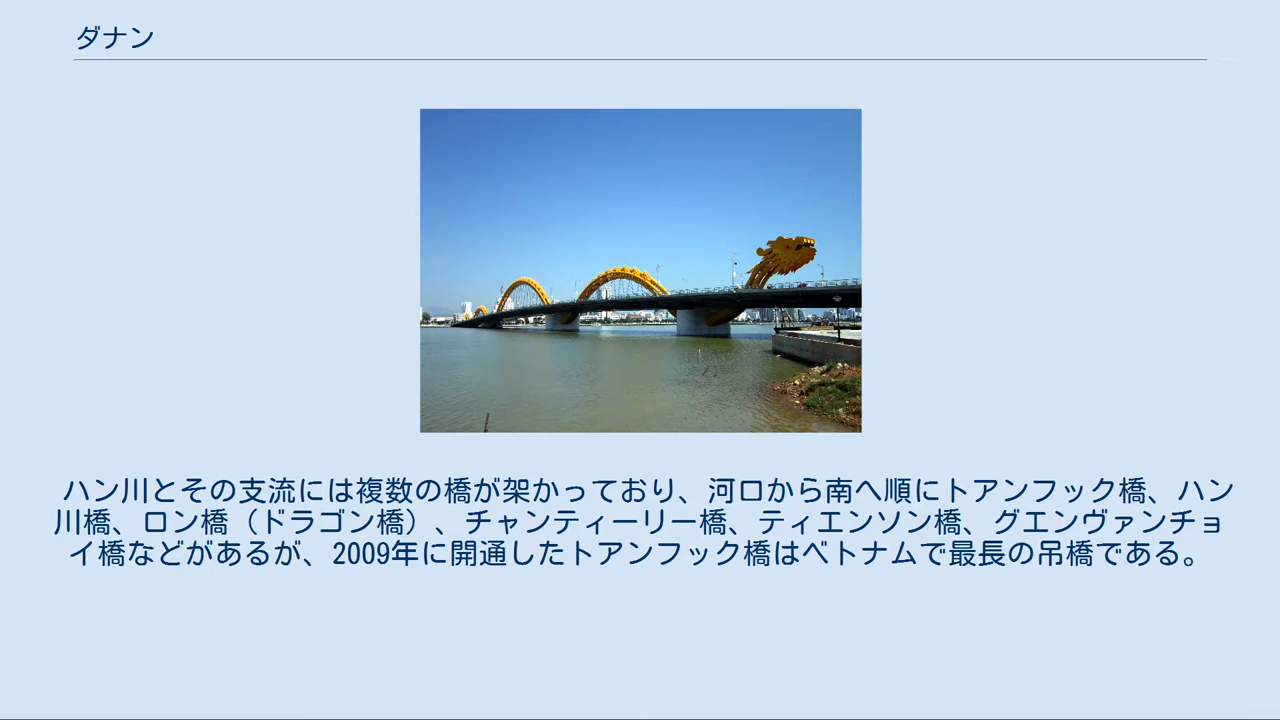 ダナン
ハン川とその支流には複数の橋が架かっており、河口から南へ順にトアンフック橋、ハン
川橋、ロン橋（ドラゴン橋）、チャンティーリー橋、ティエンソン橋、グエンヴァンチョ
イ橋などがあるが、2009年に開通したトアンフック橋はベトナムで最長の吊橋である。